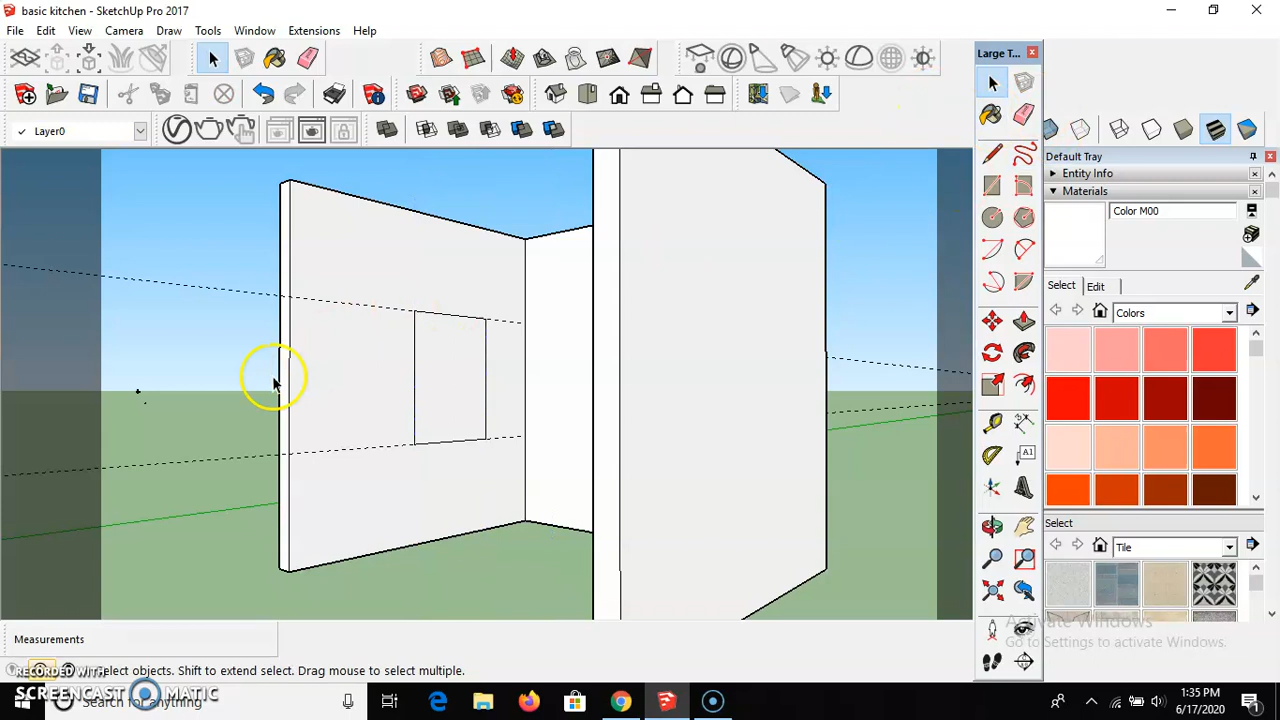 basic kitchen - SketchUp Pro 2017
File Edit View Camera Draw Tools Window Extensions Help
Large T...
Layer0
Default Tray
Entity Info
Materials
Color M00
Select Edit
Colors
A1
Select
Tile
Activate Windows
Go to Settings to activate Windows.
Measurements
Select objects. Shift to extend select. Drag mouse to select multiple.
RECORDED WITH
SCREENCAST MATIC
Search for anything
1:35 PM
6/17/2020
1